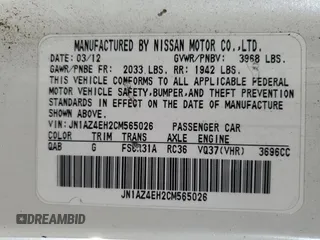 MANUFACTURED BY NISSAN MOTOR CO.,LTD.
DATE: 03/12 GVWR/PNBV: 3968 LBS.
GAWR/PNBE FR: 2033 LBS. RR: 1942 LBS.
THIS VEHICLE CONFORMS TO ALL APPLICABLE FEDERAL
MOTOR VEHICLE SAFETY,BUMPER,AND THEFT PREVENTION
STANDARDS IN EFFECT ON THE DATE OF MANUFACTURE
SHOWN ABOVE.
VIN: JN1AZ4EH2CM565026 PASSENGER CAR
COLOR TRIM TRANS AXLE ENGINE
QAB G RC36 VQ37(VHR) 3696CC
JN1AZ4EH2CM565026
DREAMBID